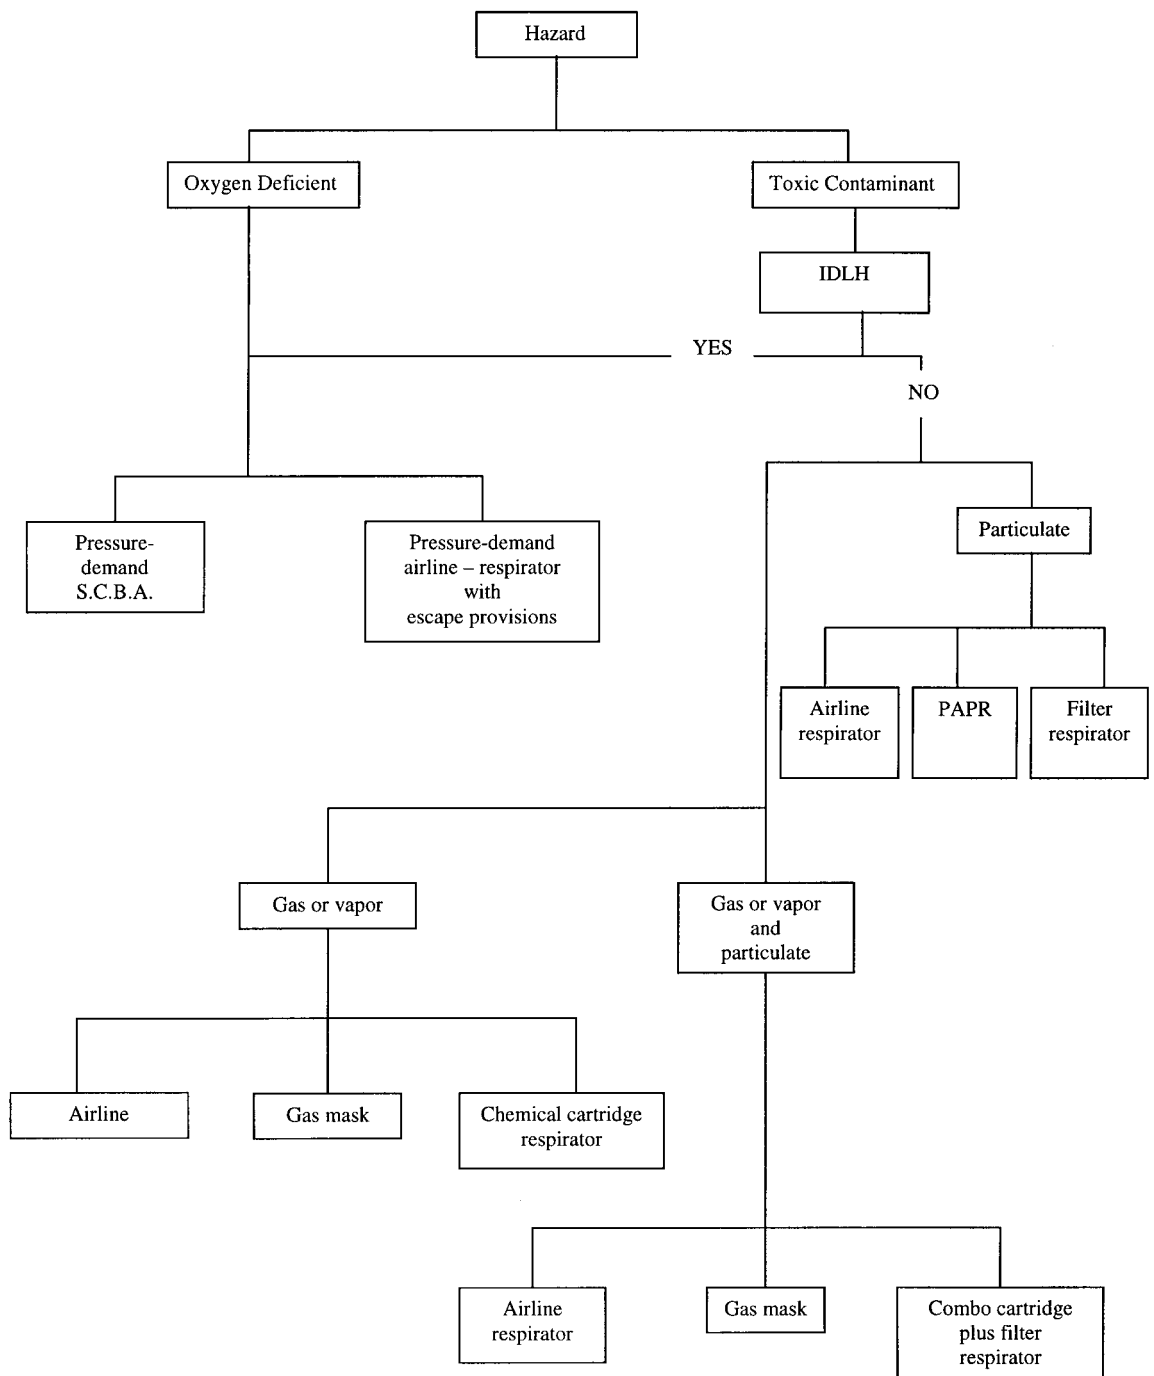 Hazard
Oxygen Deficient
Toxic Contaminant
IDLH
YES
NO
Pressure-
demand
S.C.B.A.
Pressure-demand
airline – respirator
with
escape provisions
Particulate
Airline
respirator
PAPR
Filter
respirator
Gas or vapor
Gas or vapor
and
particulate
Airline
Gas mask
Chemical cartridge
respirator
Airline
respirator
Gas mask
Combo cartridge
plus filter
respirator